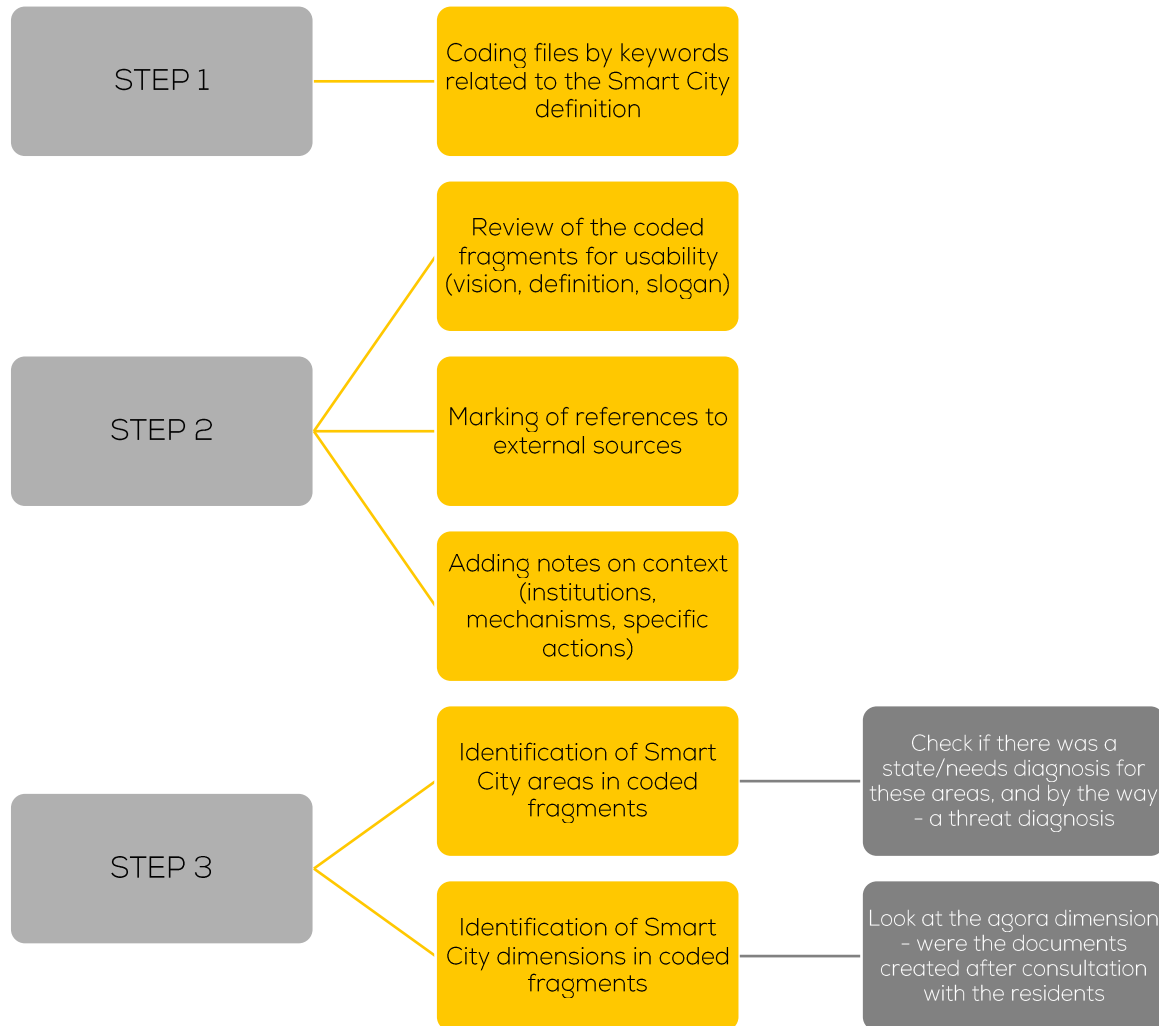 STEP 1
Coding files by keywords
related to the Smart City
definition
STEP 2
Review of the coded
fragments for usability
(vision, definition, slogan)
Marking of references to
external sources
Adding notes on context
(institutions,
mechanisms, specific
actions)
STEP 3
Identification of Smart
City areas in coded
fragments
Check if there was a
state/needs diagnosis for
these areas, and by the way
- a threat diagnosis
Identification of Smart
City dimensions in coded
fragments
Look at the agora dimension
- were the documents
created after consultation
with the residents